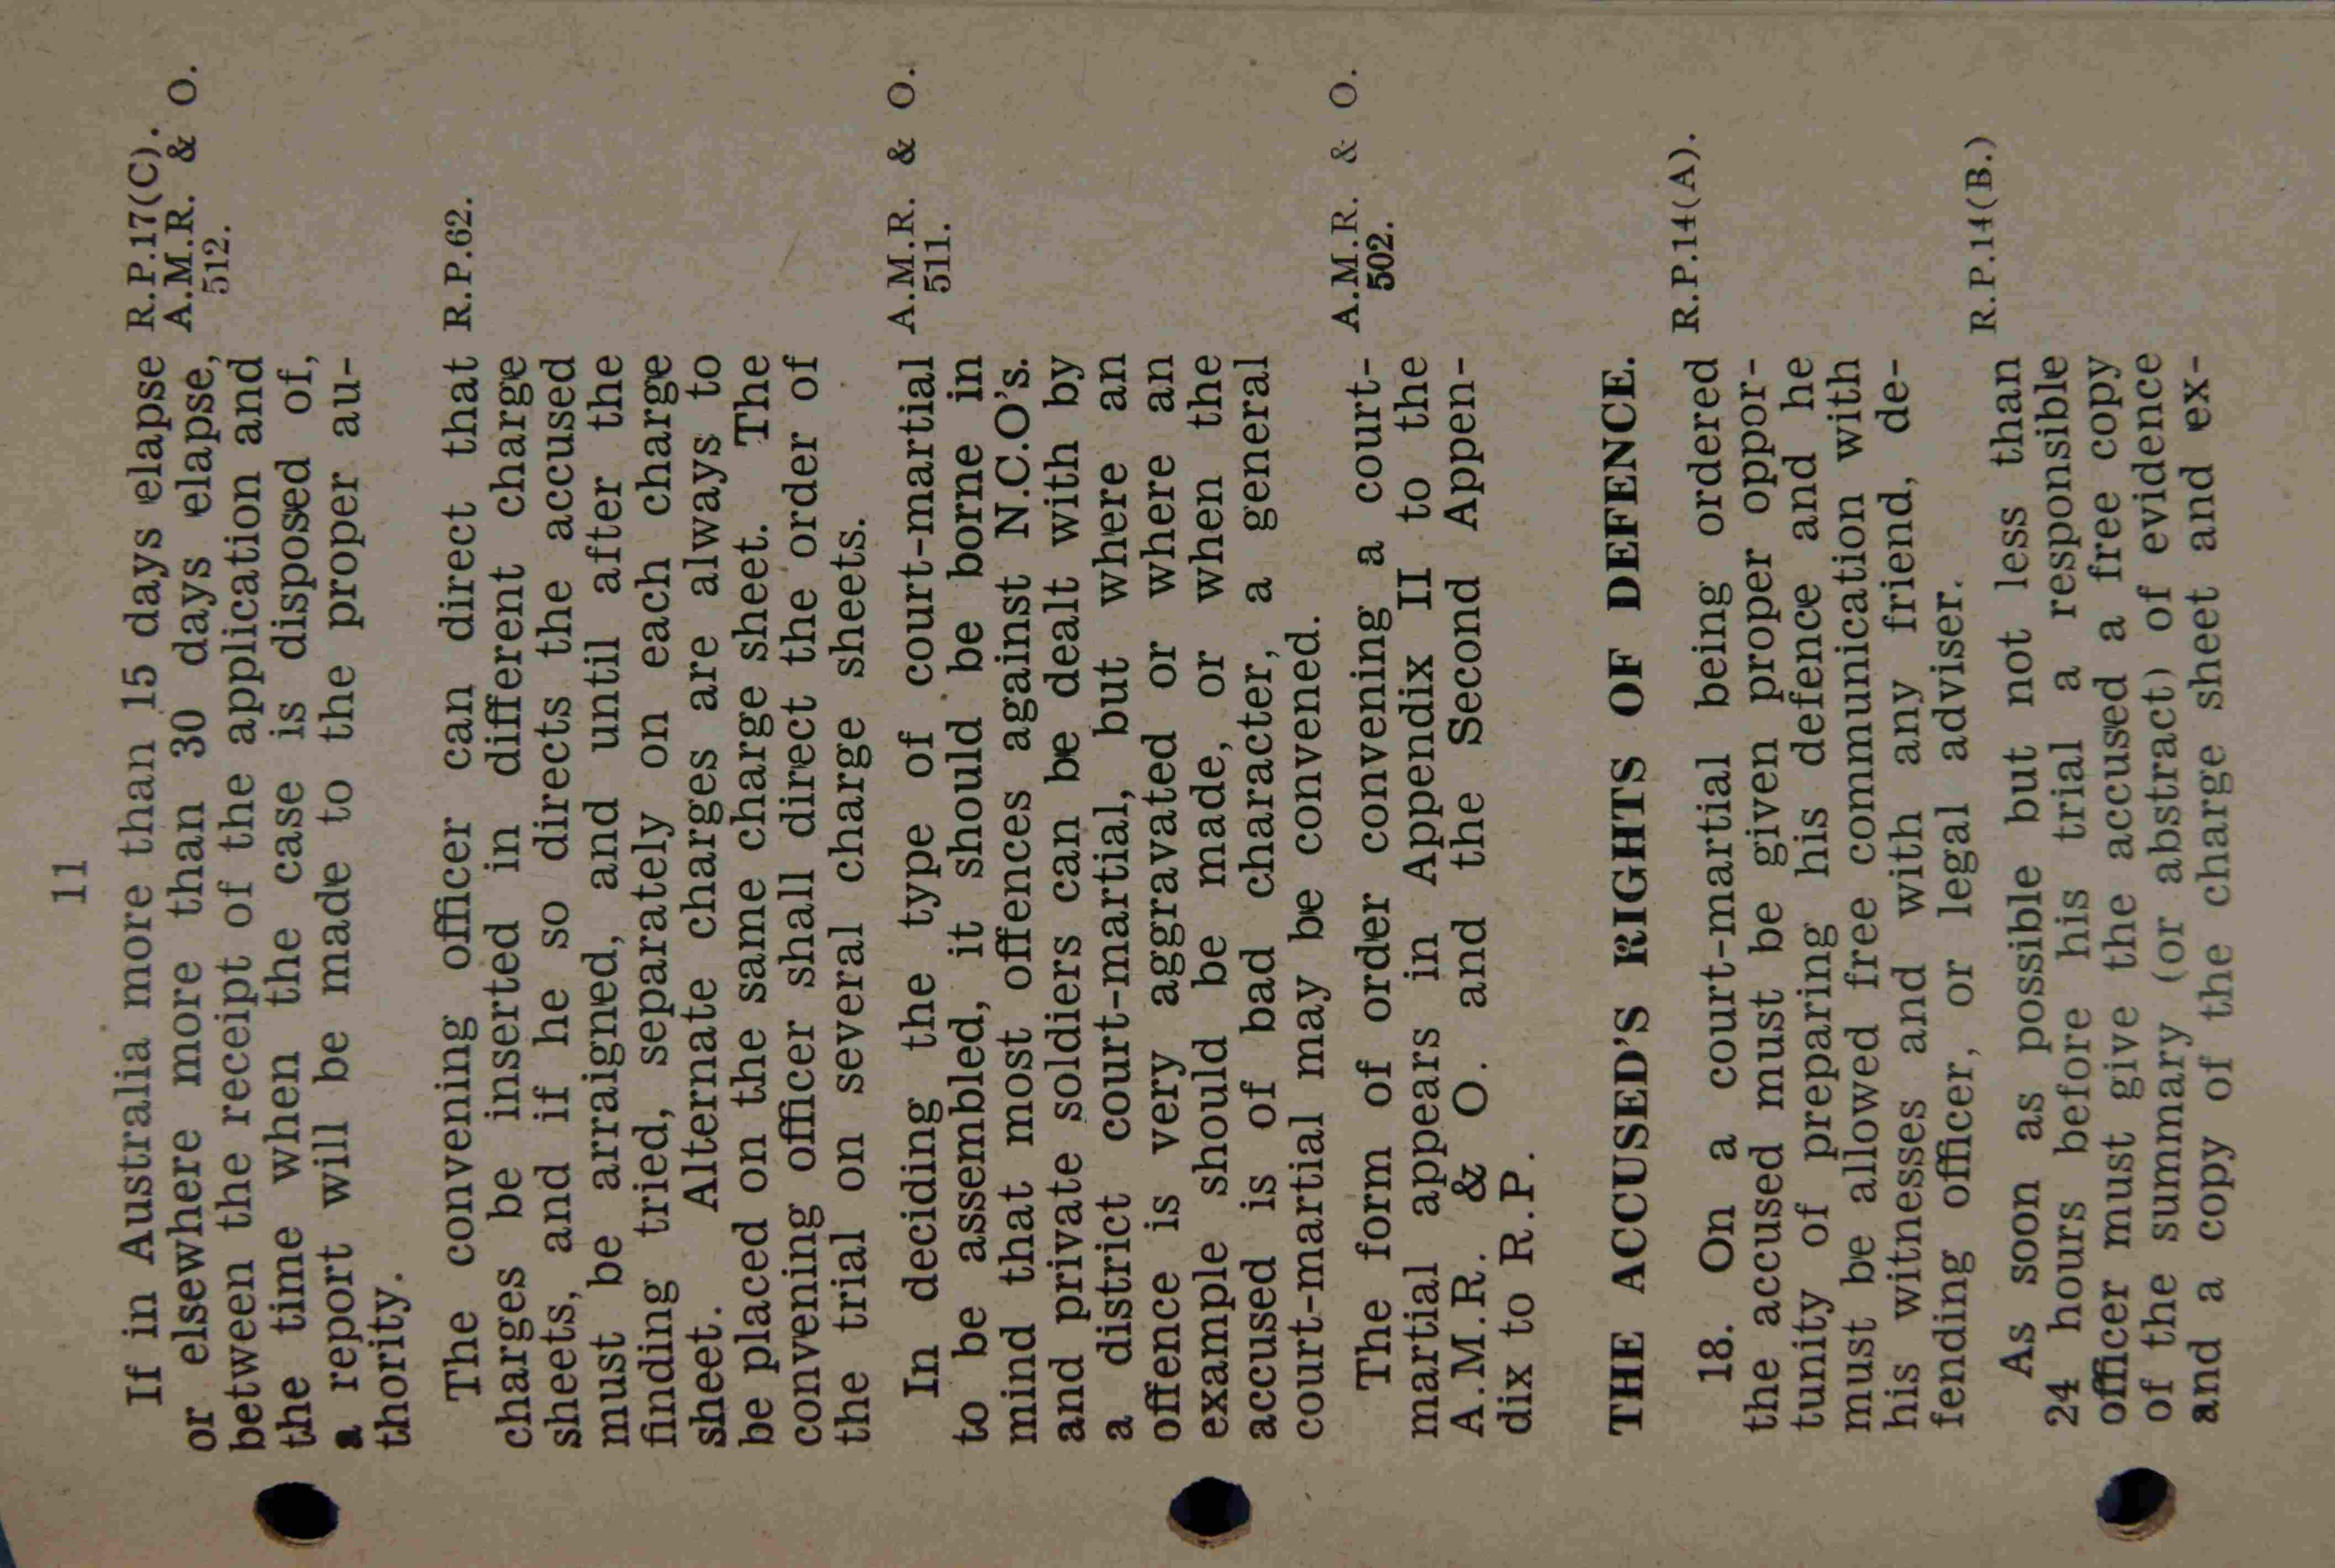 11
If in Australia more than 15 days elapse R.P.17(C).
or elsewhere more than 30 days elapse, A.M.R. & O.
between the receipt of the application and 512.
the time when the case is disposed of,
a report will be made to the proper au-
thority.
The convening officer can direct that R.P.62.
charges be inserted in different charge
sheets, and if he so directs the accused
must be arraigned, and until after the
finding tried, separately on each charge
sheet. Alternate charges are always to
be placed on the same charge sheet. The
convening officer shall direct the order of
the trial on several charge sheets.
In deciding the type of court-martial A.M.R. & O.
to be assembled, it should be borne in 511.
mind that most offences against N.C.O's.
and private soldiers can be dealt with by
a district court-martial, but where an
offence is very aggravated or where an
example should be made, or when the
accused is of bad character, a general
court-martial may be convened.
The form of order convening a court- A.M.R. & O.
martial appears in Appendix II to the 502.
A.M.R. & O. and the Second Appen-
dix to R.P.
THE ACCUSED'S RIGHTS OF DEFENCE.
18. On a court-martial being ordered R.P.14(A).
the accused must be given proper oppor-
tunity of preparing his defence and he
must be allowed free communication with
his witnesses and with any friend, de-
fending officer, or legal adviser.
As soon as possible but not less than R.P.14(B.)
24 hours before his trial a responsible
officer must give the accused a free copy
of the summary (or abstract) of evidence
and a copy of the charge sheet and ex-